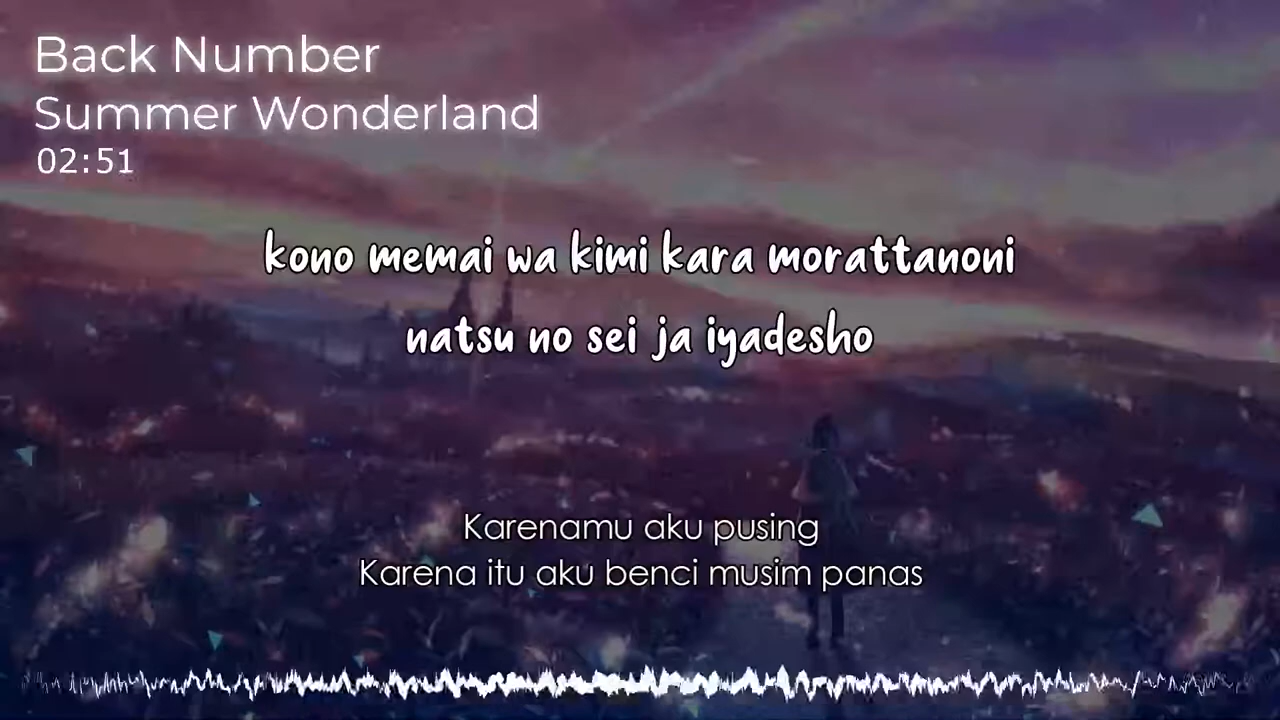 Back Number
Summer Wonderland
02:51
kono memai wa kimi kara morattanoni
natsu no sei ja iyadesho
Karenamu aku pusing
Karena itu aku benci musim panas